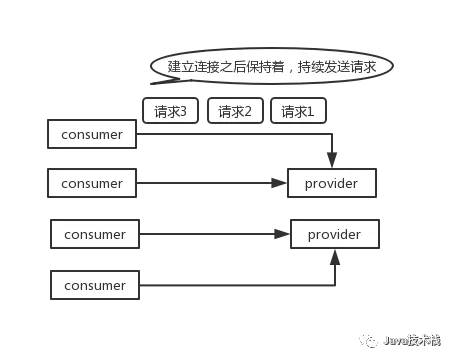 建立连接之后保持着，持续发送请求
请求3 请求2 请求1
consumer
consumer provider
consumer provider
consumer
Java技术栈